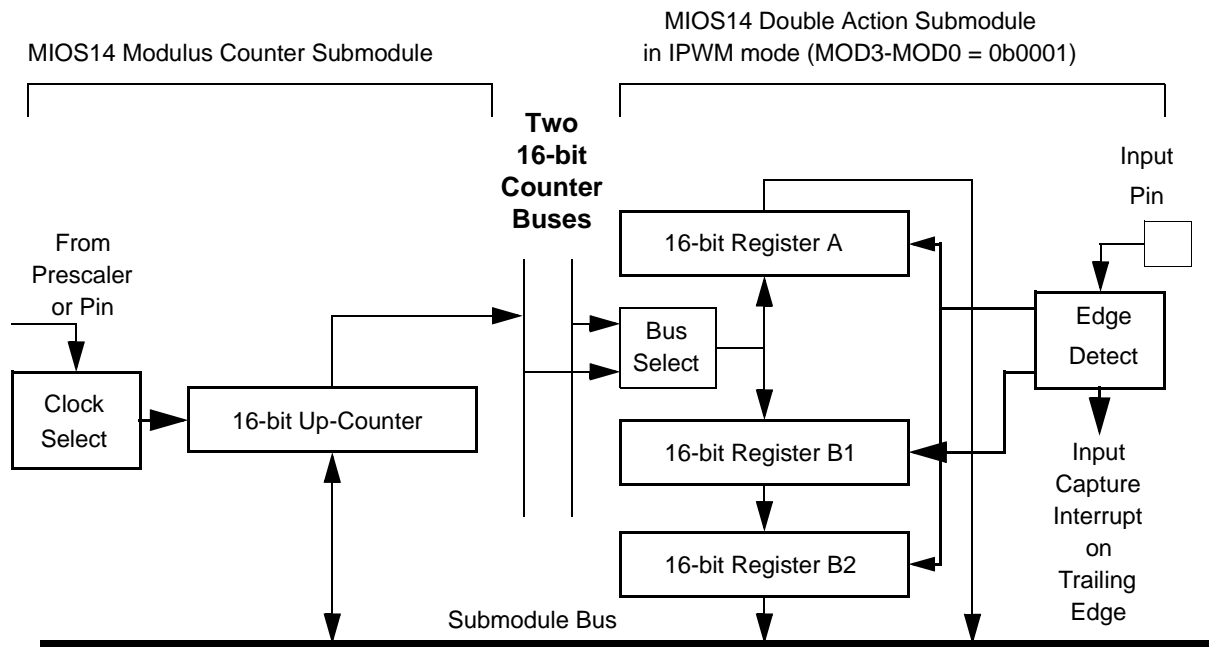 MIOS14 Modulus Counter Submodule
MIOS14 Double Action Submodule
in IPWM mode (MOD3-MOD0 = 0b0001)
Two
16-bit
Counter
Buses
Input
Pin
From
Prescaler
or Pin
16-bit Register A
Bus
Select
Edge
Detect
Clock
Select
16-bit Up-Counter
16-bit Register B1
Input
Capture
Interrupt
on
Trailing
Edge
16-bit Register B2
Submodule Bus